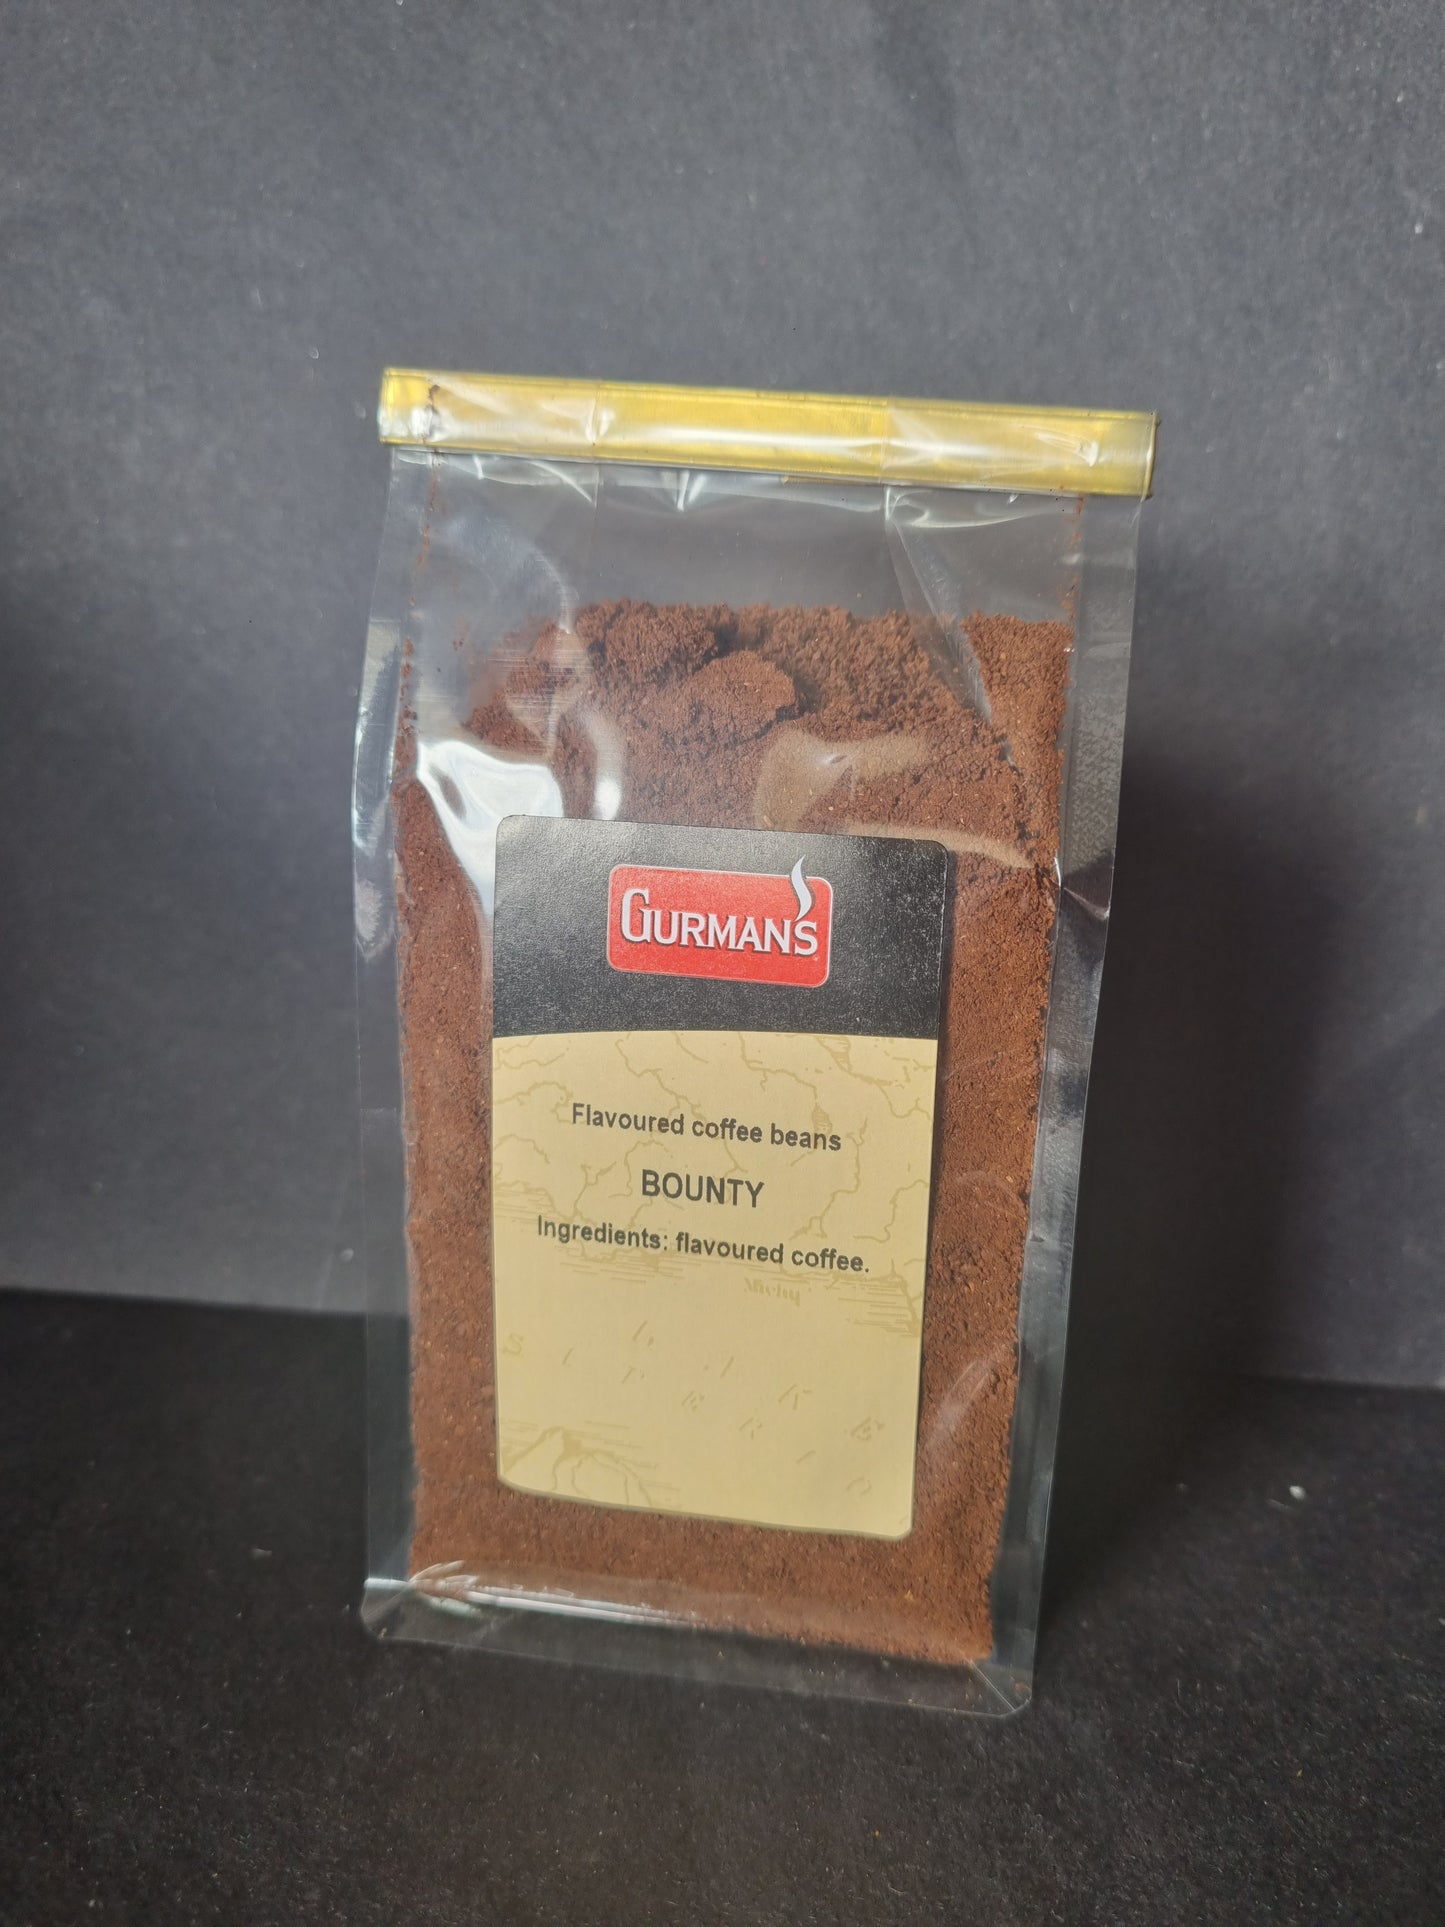 GURMAN'S
Flavoured coffee beans
BOUNTY
Ingredients: flavoured coffee.